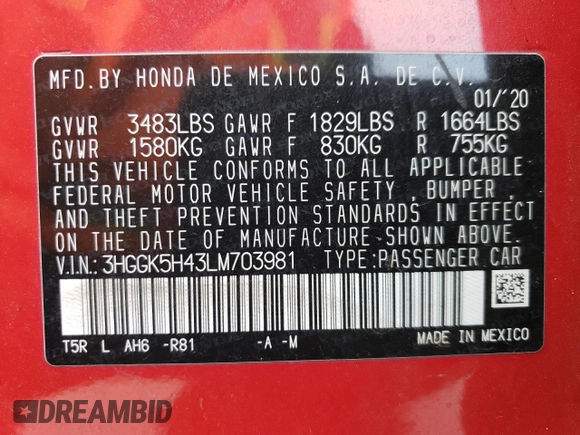 MFD.BY HONDA DE MEXICO S.A. DE C.V.
01/'20
GVWR 3483LBS GAWR F 1829LBS R 1664LBS
GVWR 1580KG GAWR F 830KG R 755KG
THIS VEHICLE CONFORMS TO ALL APPLICABLE
FEDERAL MOTOR VEHICLE SAFETY , BUMPER ,
AND THEFT PREVENTION STANDARDS IN EFFECT
ON THE DATE OF MANUFACTURE SHOWN ABOVE.
V.I.N.: 3HGGK5H43LM703981 TYPE:PASSENGER CAR
T5R L AH6 -R81 -A -M
MADE IN MEXICO
DREAMBID